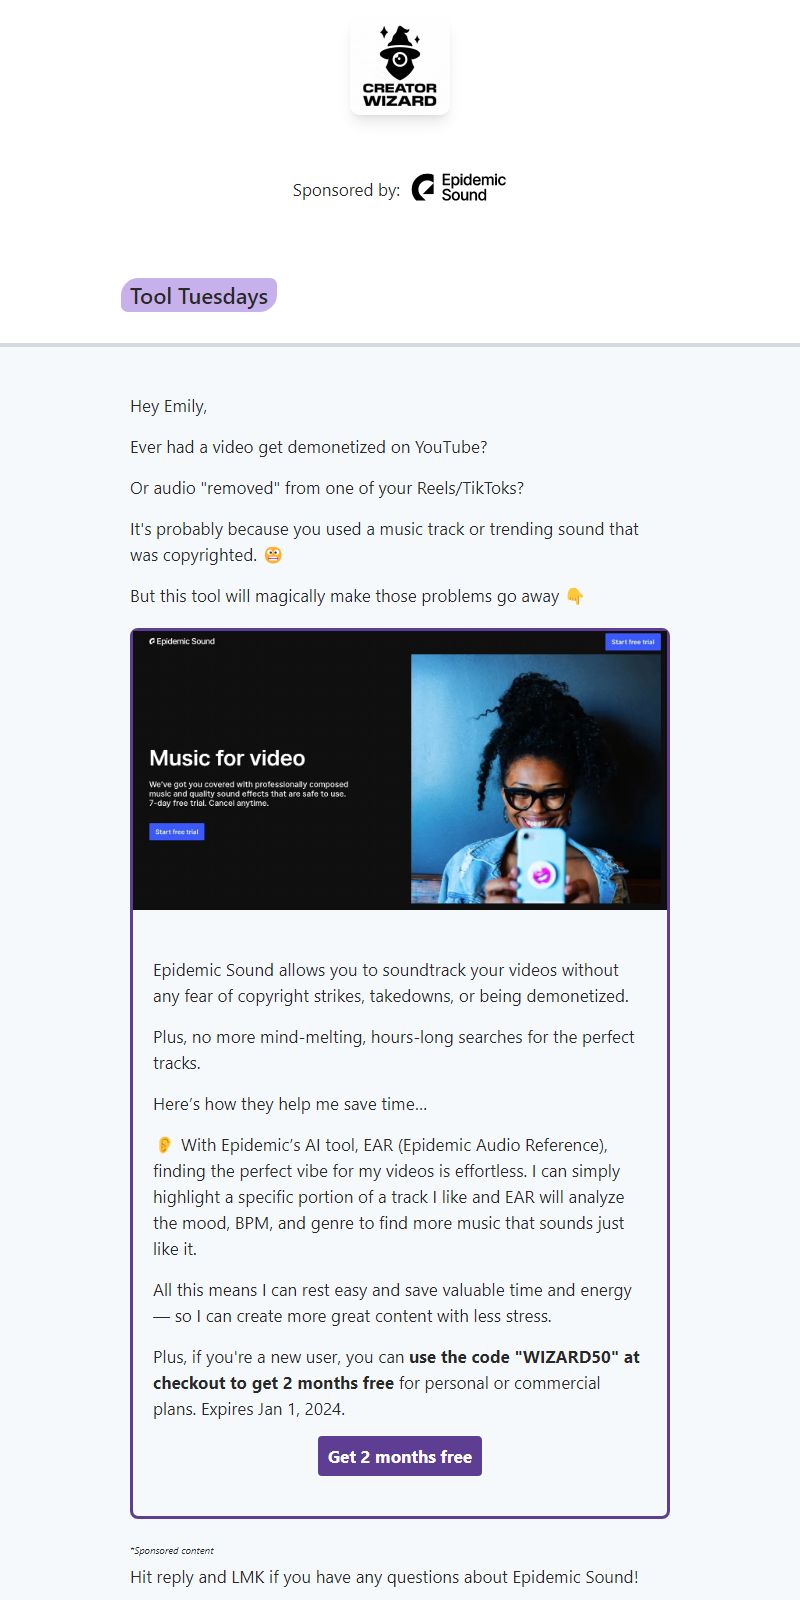 CREATOR
WIZARD
Sponsored by:
Epidemic
Sound
Tool Tuesdays
Hey Emily,
Ever had a video get demonetized on YouTube?
Or audio "removed" from one of your Reels/TikToks?
It's probably because you used a music track or trending sound that
was copyrighted. 😬
But this tool will magically make those problems go away 👇
Epidemic Sound
Start free trial
Music for video
We've got you covered with professionally composed
music and quality sound effects that are safe to use.
7-day free trial. Cancel anytime.
Start free trial
Epidemic Sound allows you to soundtrack your videos without
any fear of copyright strikes, takedowns, or being demonetized.
Plus, no more mind-melting, hours-long searches for the perfect
tracks.
Here’s how they help me save time...
👂 With Epidemic’s AI tool, EAR (Epidemic Audio Reference),
finding the perfect vibe for my videos is effortless. I can simply
highlight a specific portion of a track I like and EAR will analyze
the mood, BPM, and genre to find more music that sounds just
like it.
All this means I can rest easy and save valuable time and energy
— so I can create more great content with less stress.
Plus, if you're a new user, you can use the code "WIZARD50" at
checkout to get 2 months free for personal or commercial
plans. Expires Jan 1, 2024.
Get 2 months free
*Sponsored content
Hit reply and LMK if you have any questions about Epidemic Sound!